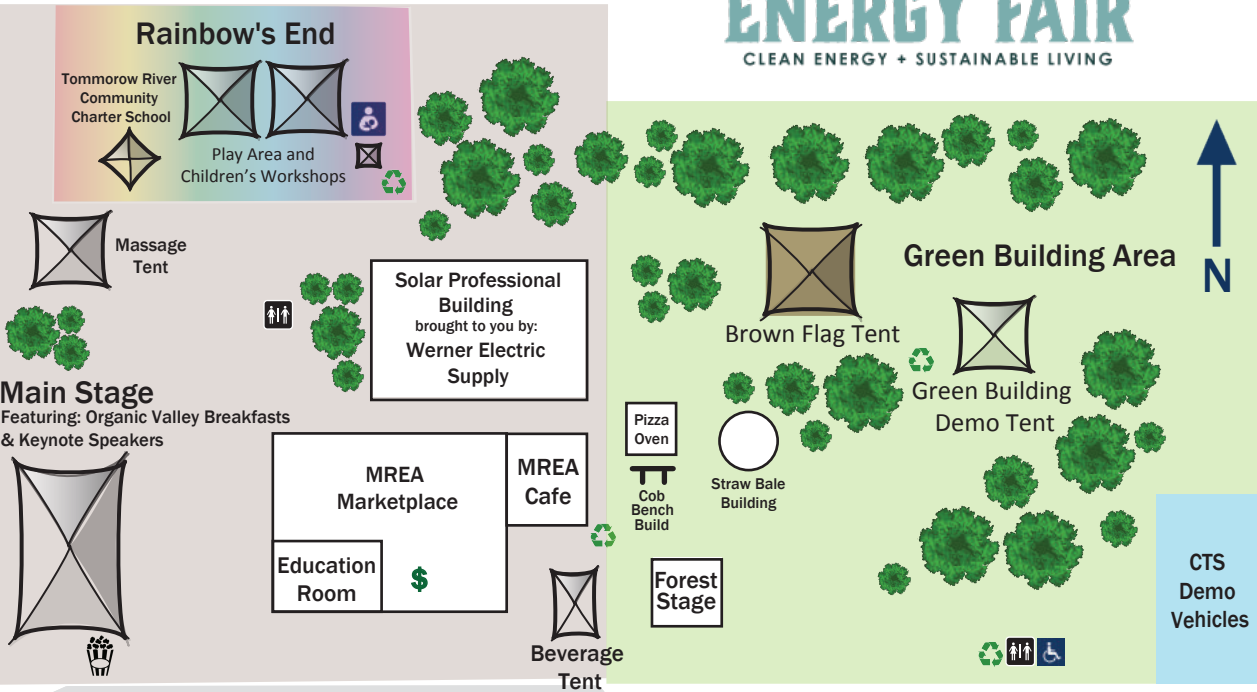 ENERGY FAIR
CLEAN ENERGY + SUSTAINABLE LIVING
Rainbow's End
Tommorow River
Community
Charter School
Play Area and
Children's Workshops
Massage
Tent
Solar Professional
Building
brought to you by:
Werner Electric
Supply
Green Building Area
N
Brown Flag Tent
Green Building
Demo Tent
Main Stage
Featuring: Organic Valley Breakfasts
& Keynote Speakers
MREA
Marketplace
MREA
Cafe
Education
Room
$
Pizza
Oven
Cob
Bench
Build
Straw Bale
Building
Forest
Stage
Beverage
Tent
CTS
Demo
Vehicles